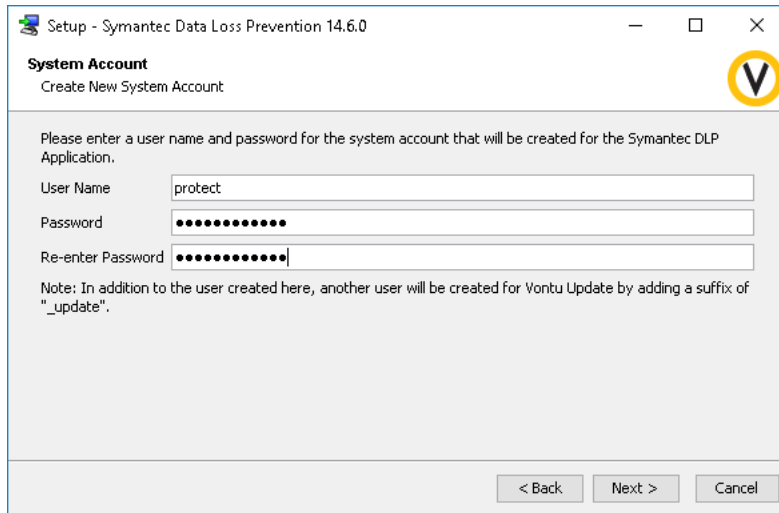 Setup - Symantec Data Loss Prevention 14.6.0
System Account
Create New System Account
V
Please enter a user name and password for the system account that will be created for the Symantec DLP
Application.
User Name protect
Password ●●●●●●●●●●●●
Re-enter Password ●●●●●●●●●●●●
Note: In addition to the user created here, another user will be created for Vontu Update by adding a suffix of
"_update".
< Back Next > Cancel